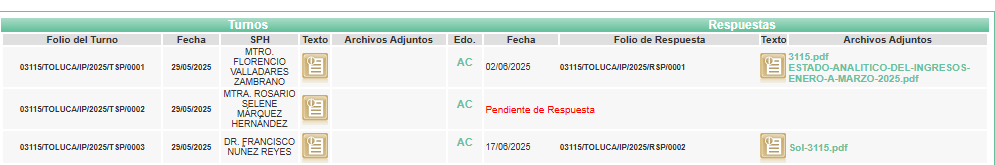 Turnos Respuestas
Folio del Turno Fecha SPH Texto Archivos Adjuntos Edo. Fecha Folio de Respuesta Texto Archivos Adjuntos
03115/TOLUCA/IP/2025/TSP/0001 29/05/2025 MTRO. FLORENCIO VALLADARES ZAMBRANO AC 02/06/2025 03115/TOLUCA/IP/2025/RSP/0001 3115.pdf
ESTADO-ANALITICO-DEL-INGRESOS-
ENERO-A-MARZO-2025.pdf
03115/TOLUCA/IP/2025/TSP/0002 29/05/2025 MTRA. ROSARIO SELENE MÁRQUEZ HERNÁNDEZ AC Pendiente de Respuesta
03115/TOLUCA/IP/2025/TSP/0003 29/05/2025 DR. FRANCISCO NUÑEZ REYES AC 17/06/2025 03115/TOLUCA/IP/2025/RSP/0002 Sol-3115.pdf